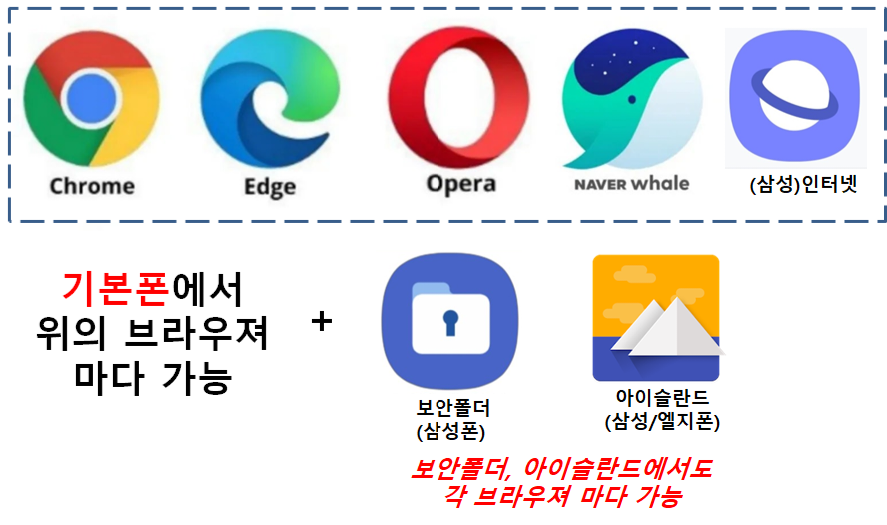 Chrome
Edge
Opera
NAVER whale
(삼성)인터넷
기본폰에서
위의 브라우져
마다 가능
+
보안폴더
(삼성폰)
아이슬란드
(삼성/엘지폰)
보안폴더, 아이슬란드에서도
각 브라우져 마다 가능